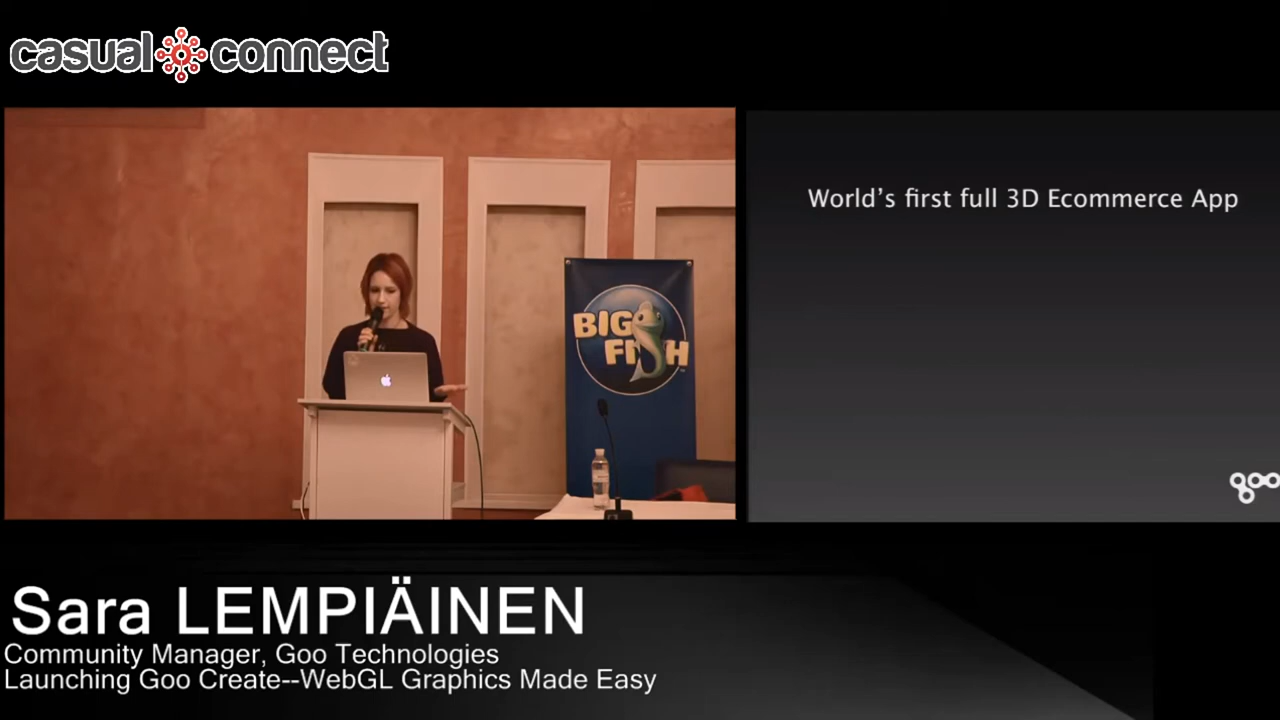 casual connect
World's first full 3D Ecommerce App
BIG
FISH
goo
Sara LEMPIÄINEN
Community Manager, Goo Technologies
Launching Goo Create--WebGL Graphics Made Easy